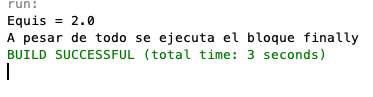 run:
Equis = 2.0
A pesar de todo se ejecuta el bloque finally
BUILD SUCCESSFUL (total time: 3 seconds)